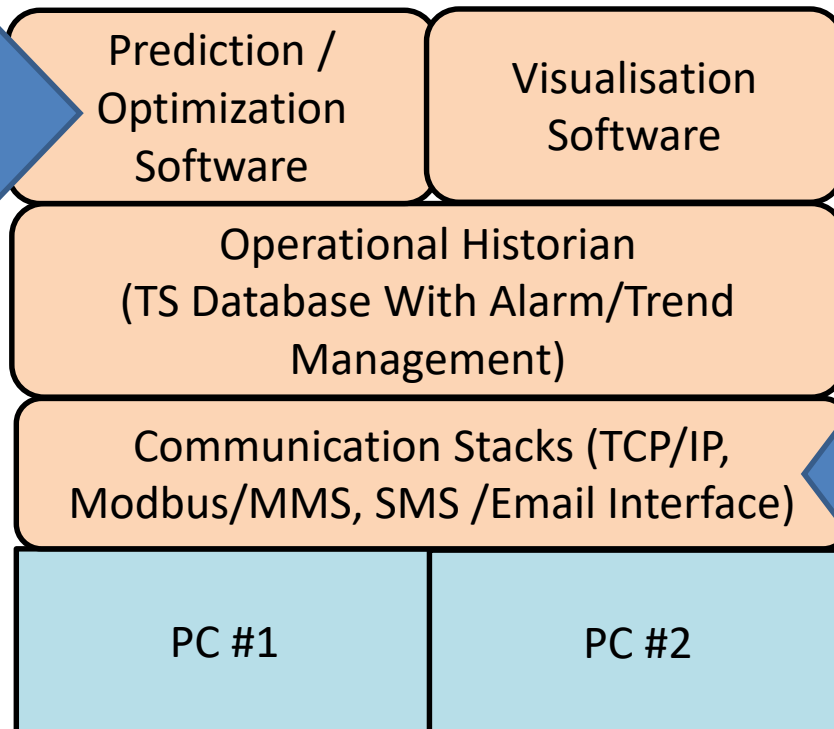 Prediction /
Optimization
Software
Visualisation
Software
Operational Historian
(TS Database With Alarm/Trend
Management)
Communication Stacks (TCP/IP,
Modbus/MMS, SMS /Email Interface)
PC #1
PC #2